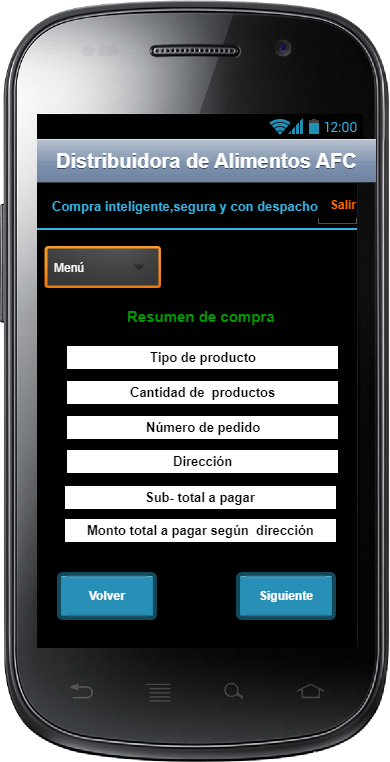 12:00
Distribuidora de Alimentos AFC
Compra inteligente,segura y con despacho
Salir
Menú
Resumen de compra
Tipo de producto
Cantidad de  productos
Número de pedido
Dirección
Sub- total a pagar
Monto total a pagar según  dirección
Volver
Siguiente